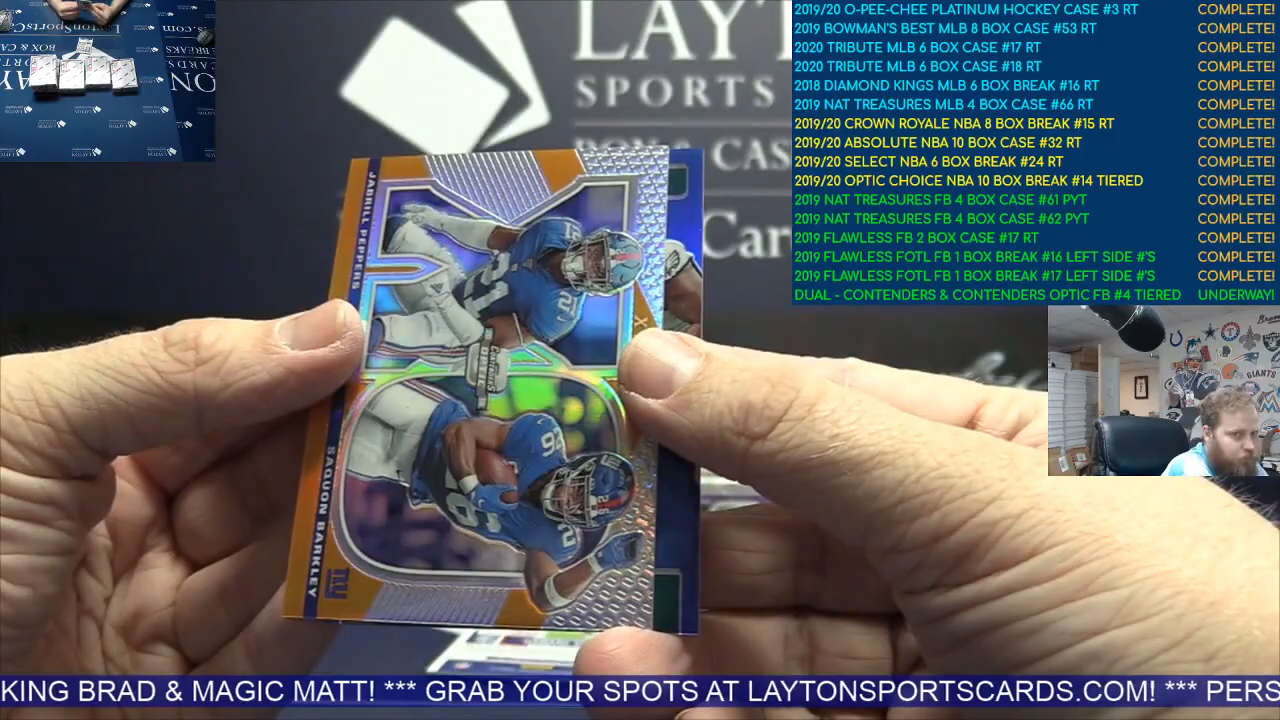 2019/20 O-PEE-CHEE PLATINUM HOCKEY CASE #3 RT COMPLETE!
2019 BOWMAN'S BEST MLB 8 BOX CASE #53 RT COMPLETE!
2020 TRIBUTE MLB 6 BOX CASE #17 RT COMPLETE!
2020 TRIBUTE MLB 6 BOX CASE #18 RT COMPLETE!
2018 DIAMOND KINGS MLB 6 BOX BREAK #16 RT COMPLETE!
2019 NAT TREASURES MLB 4 BOX CASE #66 RT COMPLETE!
2019/20 CROWN ROYALE NBA 8 BOX BREAK #15 RT COMPLETE!
2019/20 ABSOLUTE NBA 10 BOX CASE #32 RT COMPLETE!
2019/20 SELECT NBA 6 BOX BREAK #24 RT COMPLETE!
2019/20 OPTIC CHOICE NBA 10 BOX BREAK #14 TIERED COMPLETE!
2019 NAT TREASURES FB 4 BOX CASE #61 PYT COMPLETE!
2019 NAT TREASURES FB 4 BOX CASE #62 PYT COMPLETE!
2019 FLAWLESS FB 2 BOX CASE #17 RT COMPLETE!
2019 FLAWLESS FOTL FB 1 BOX BREAK #16 LEFT SIDE #'S COMPLETE!
2019 FLAWLESS FOTL FB 1 BOX BREAK #17 LEFT SIDE #'S COMPLETE!
DUAL - CONTENDERS & CONTENDERS OPTIC FB #4 TIERED UNDERWAY!
LAYT
SPORTS
CAS
Car
JABRILL PEPPERS
SAQUON BARKLEY
NY
21
26
GIANTS
KING BRAD & MAGIC MATT! *** GRAB YOUR SPOTS AT LAYTONSPORTSCARDS.COM! *** PERS